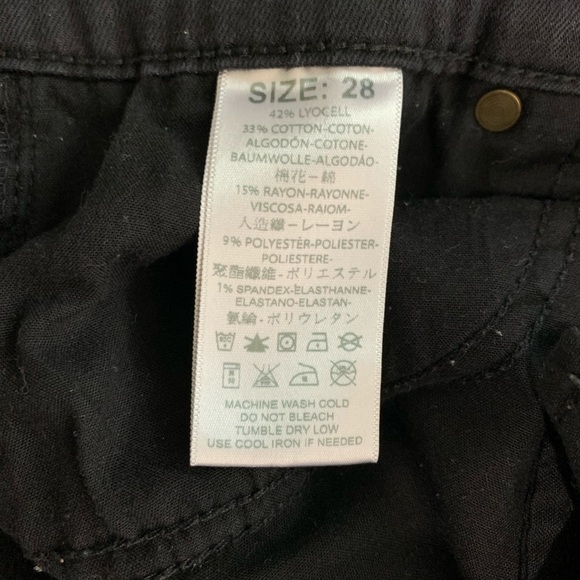 SIZE: 28
42% LYOCELL
33% COTTON-COTON-
ALGODÓN-COTONE-
BAUMWOLLE-ALGODÃO-
棉花-綿
15% RAYON-RAYONNE-
VISCOSA-RAIOM-
人造纖-レーヨン
9% POLYESTÉR-POLIESTER-
POLIESTERE-
聚酯纖維-ポリエステル
1% SPANDEX-ELASTHANNE-
ELASTANO-ELASTAN-
氨綸-ポリウレタン
MACHINE WASH COLD
DO NOT BLEACH
TUMBLE DRY LOW
USE COOL IRON IF NEEDED